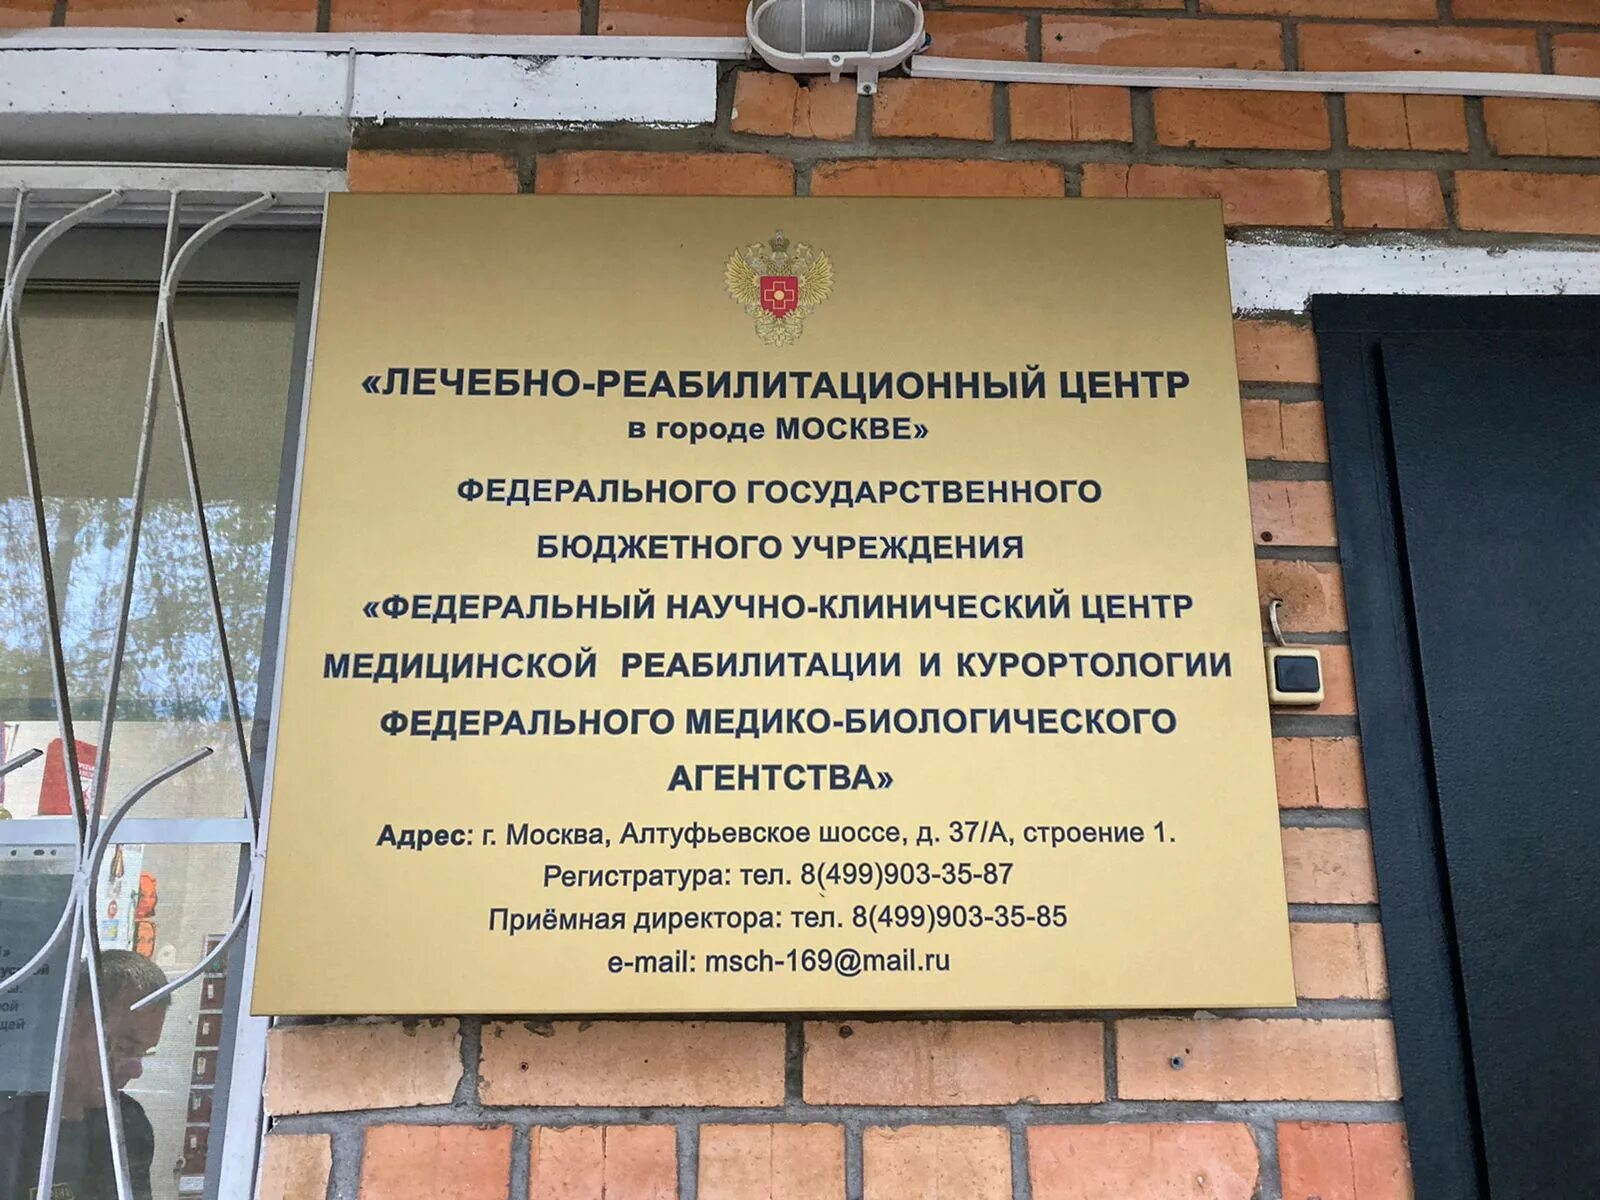 «ЛЕЧЕБНО-РЕАБИЛИТАЦИОННЫЙ ЦЕНТР
в городе МОСКВЕ»
ФЕДЕРАЛЬНОГО ГОСУДАРСТВЕННОГО
БЮДЖЕТНОГО УЧРЕЖДЕНИЯ
«ФЕДЕРАЛЬНЫЙ НАУЧНО-КЛИНИЧЕСКИЙ ЦЕНТР
МЕДИЦИНСКОЙ РЕАБИЛИТАЦИИ И КУРОРТОЛОГИИ
ФЕДЕРАЛЬНОГО МЕДИКО-БИОЛОГИЧЕСКОГО
АГЕНТСТВА»
Адрес: г. Москва, Алтуфьевское шоссе, д. 37/А, строение 1.
Регистратура: тел. 8(499)903-35-87
Приёмная директора: тел. 8(499)903-35-85
e-mail: msch-169@mail.ru